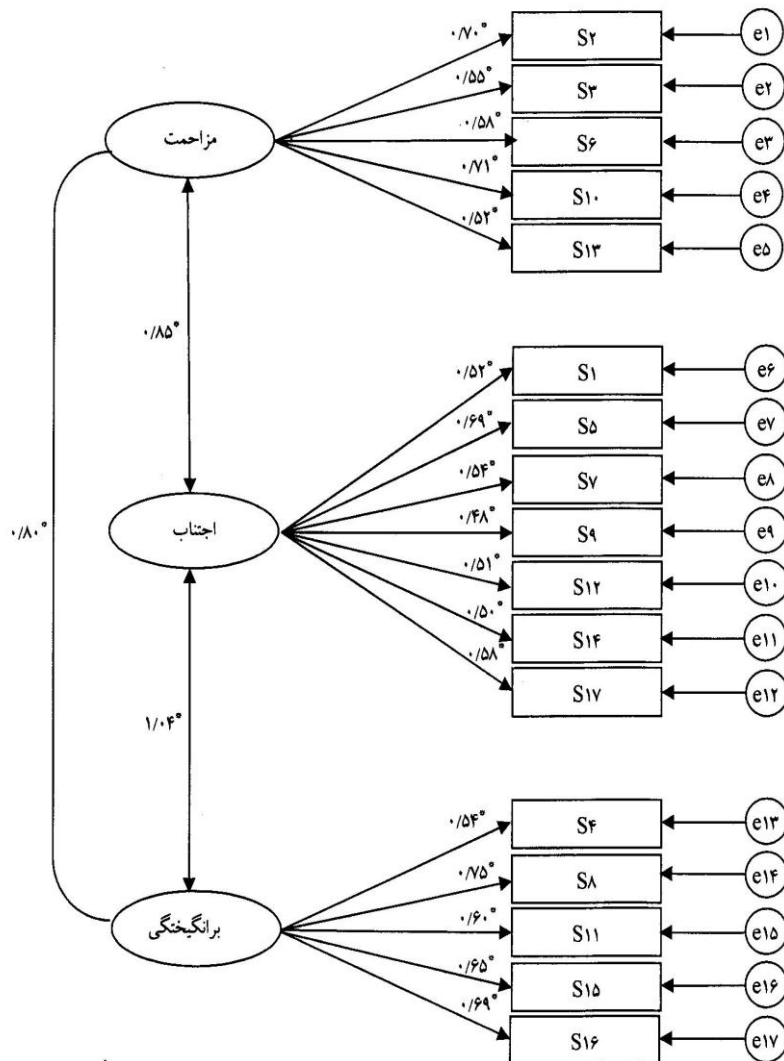 ۰/۷۰* S۲ e۱
۰/۵۵* S۳ e۲
مزاحمت ۰/۵۸* S۶ e۳
۰/۷۱* S۱۰ e۴
۰/۵۲* S۱۳ e۵
۰/۸۵*
۰/۵۲* S۱ e۶
۰/۶۹* S۵ e۷
۰/۵۴* S۷ e۸
۰/۸۰* اجتناب ۰/۴۸* S۹ e۹
۰/۵۱* S۱۲ e۱۰
۰/۵۰* S۱۴ e۱۱
۰/۵۸* S۱۷ e۱۲
۱/۰۴*
۰/۵۴* S۴ e۱۳
۰/۷۵* S۸ e۱۴
برانگیختگی ۰/۶۰* S۱۱ e۱۵
۰/۶۵* S۱۵ e۱۶
۰/۶۹* S۱۶ e۱۷